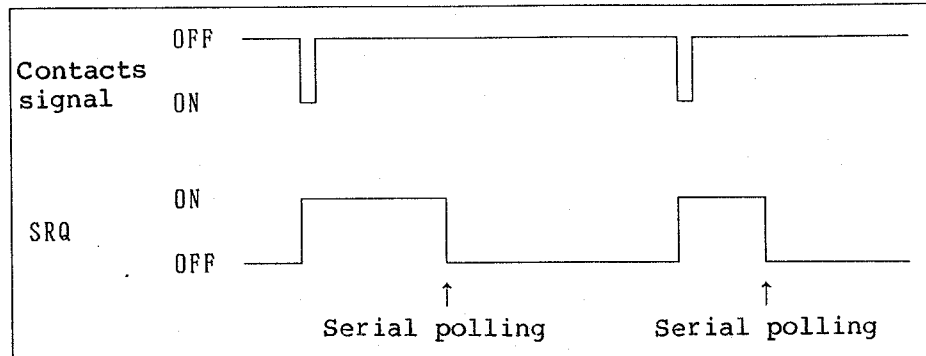 OFF
Contacts
signal
ON
ON
SRQ
OFF
↑ ↑
Serial polling Serial polling